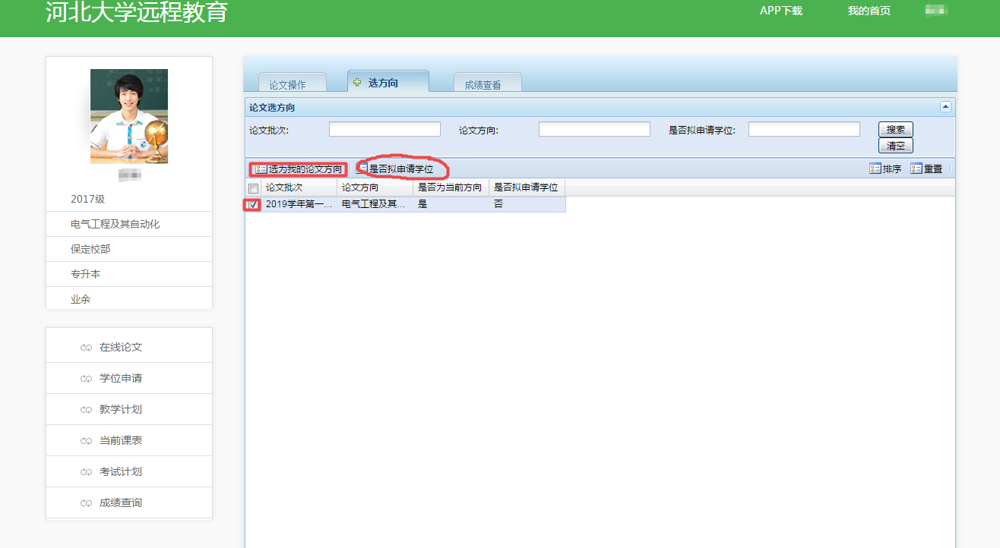 河北大学远程教育
APP下载 我的首页
2017级
电气工程及其自动化
保定校部
专升本
业余
在线论文
学位申请
教学计划
当前课表
考试计划
成绩查询
论文操作 选方向 成绩查看
论文选方向
论文批次: 论文方向: 是否拟申请学位: 搜索
清空
选为我的论文方向 是否拟申请学位 排序 重置
论文批次 论文方向 是否为当前方向 是否拟申请学位
2019学年第一... 电气工程及其... 是 否